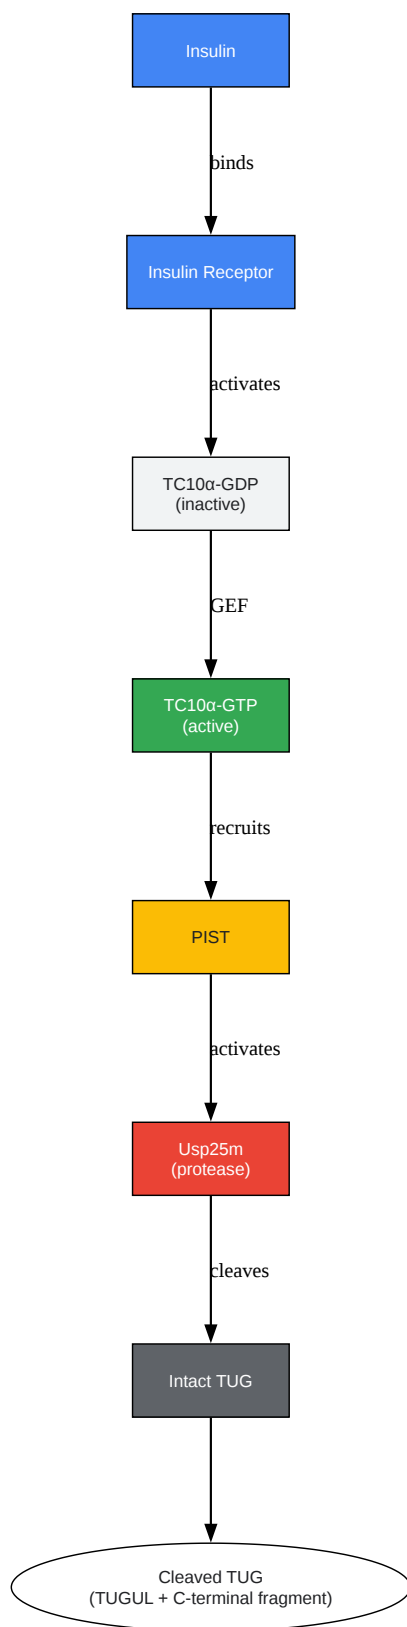 Insulin
binds
Insulin Receptor
activates
TC10α-GDP
(inactive)
GEF
TC10α-GTP
(active)
recruits
PIST
activates
Usp25m
(protease)
cleaves
Intact TUG
Cleaved TUG
(TUGUL + C-terminal fragment)